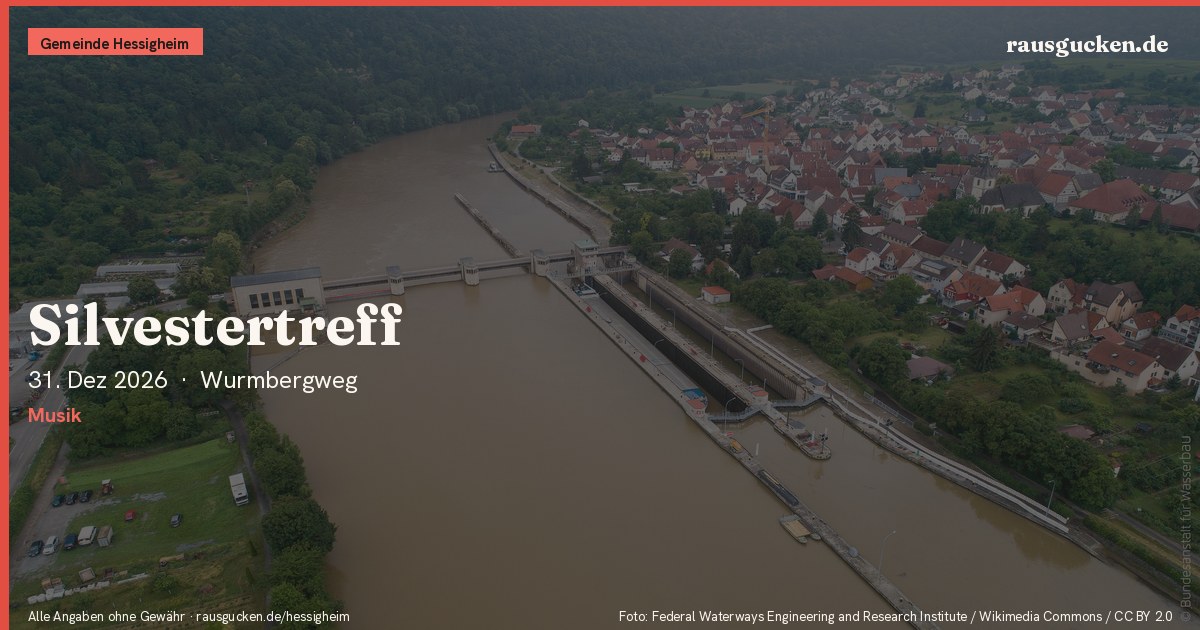 Gemeinde Hessigheim
rausgucken.de
Silvestertreff
31. Dez 2026 · Wurmbergweg
Musik
© Bundesanstalt für Wasserbau
Alle Angaben ohne Gewähr · rausgucken.de/hessigheim
Foto: Federal Waterways Engineering and Research Institute / Wikimedia Commons / CC BY 2.0